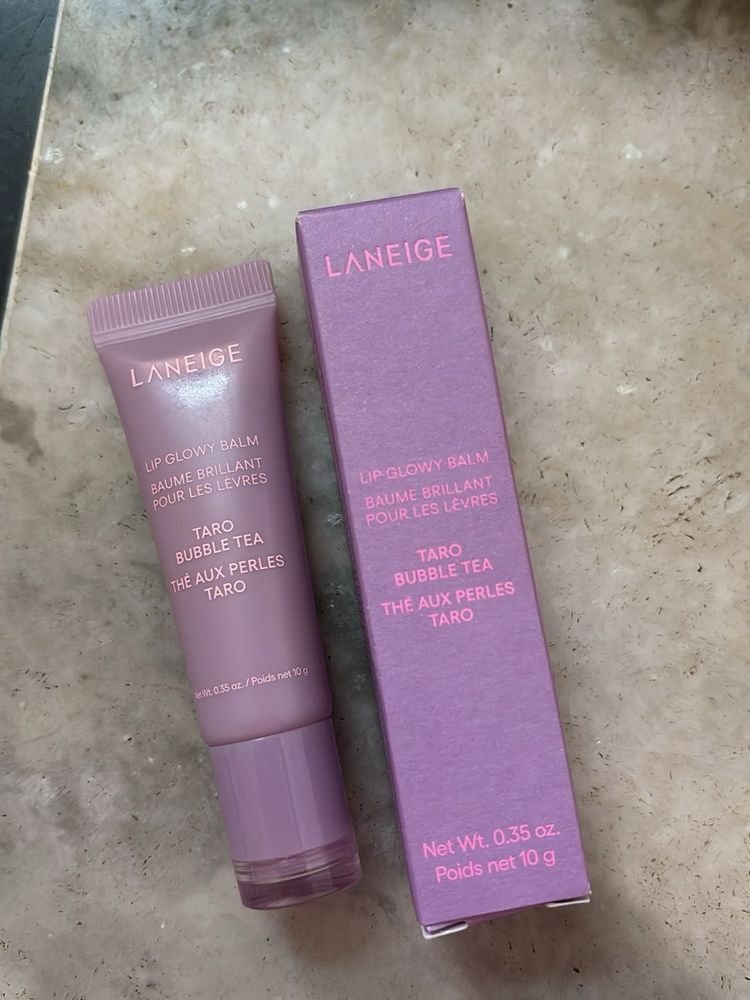 LANEIGE
LIP GLOWY BALM
BAUME BRILLANT
POUR LES LÈVRES
TARO
BUBBLE TEA
THÉ AUX PERLES
TARO
Net Wt. 0.35 oz. / Poids net 10 g
LANEIGE
LIP GLOWY BALM
BAUME BRILLANT
POUR LES LÈVRES
TARO
BUBBLE TEA
THÉ AUX PERLES
TARO
Net Wt. 0.35 oz.
Poids net 10 g